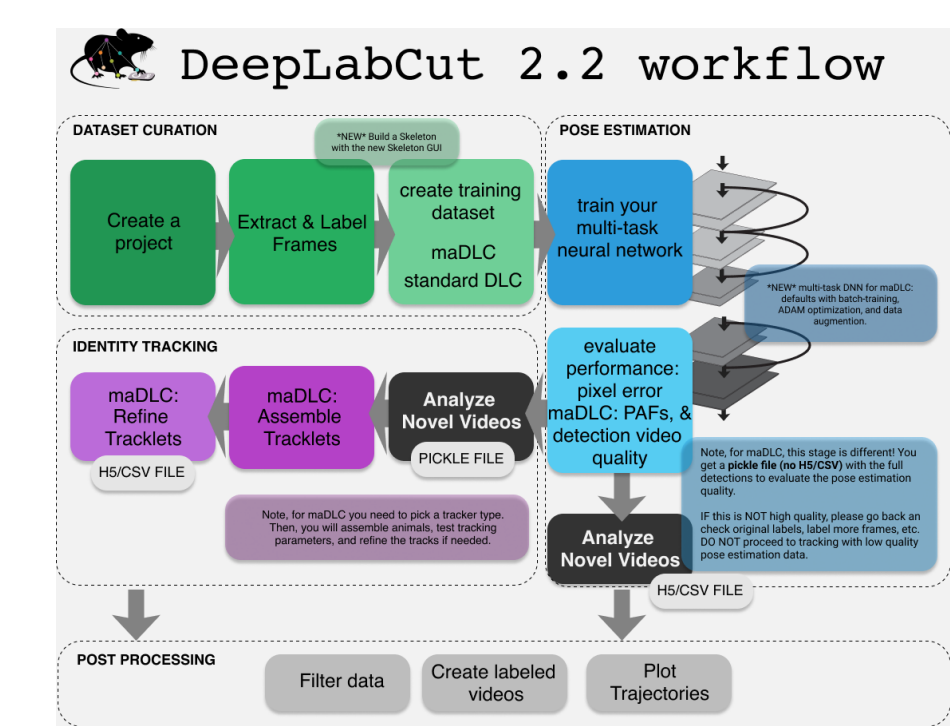 DeepLabCut 2.2 workflow
DATASET CURATION
*NEW* Build a Skeleton
with the new Skeleton GUI
Create a
project
Extract & Label
Frames
create training
dataset
maDLC
standard DLC
POSE ESTIMATION
train your
multi-task
neural network
*NEW* multi-task DNN for maDLC:
defaults with batch-training,
ADAM optimization, and data
augmention.
evaluate
performance:
pixel error
maDLC: PAFs, &
detection video
quality
Note, for maDLC, this stage is different! You
get a pickle file (no H5/CSV) with the full
detections to evaluate the pose estimation
quality.
IF this is NOT high quality, please go back an
check original labels, label more frames, etc.
DO NOT proceed to tracking with low quality
pose estimation data.
Analyze
Novel Videos
H5/CSV FILE
IDENTITY TRACKING
maDLC:
Refine
Tracklets
H5/CSV FILE
maDLC:
Assemble
Tracklets
Analyze
Novel Videos
PICKLE FILE
Note, for maDLC you need to pick a tracker type.
Then, you will assemble animals, test tracking
parameters, and refine the tracks if needed.
POST PROCESSING
Filter data
Create labeled
videos
Plot
Trajectories